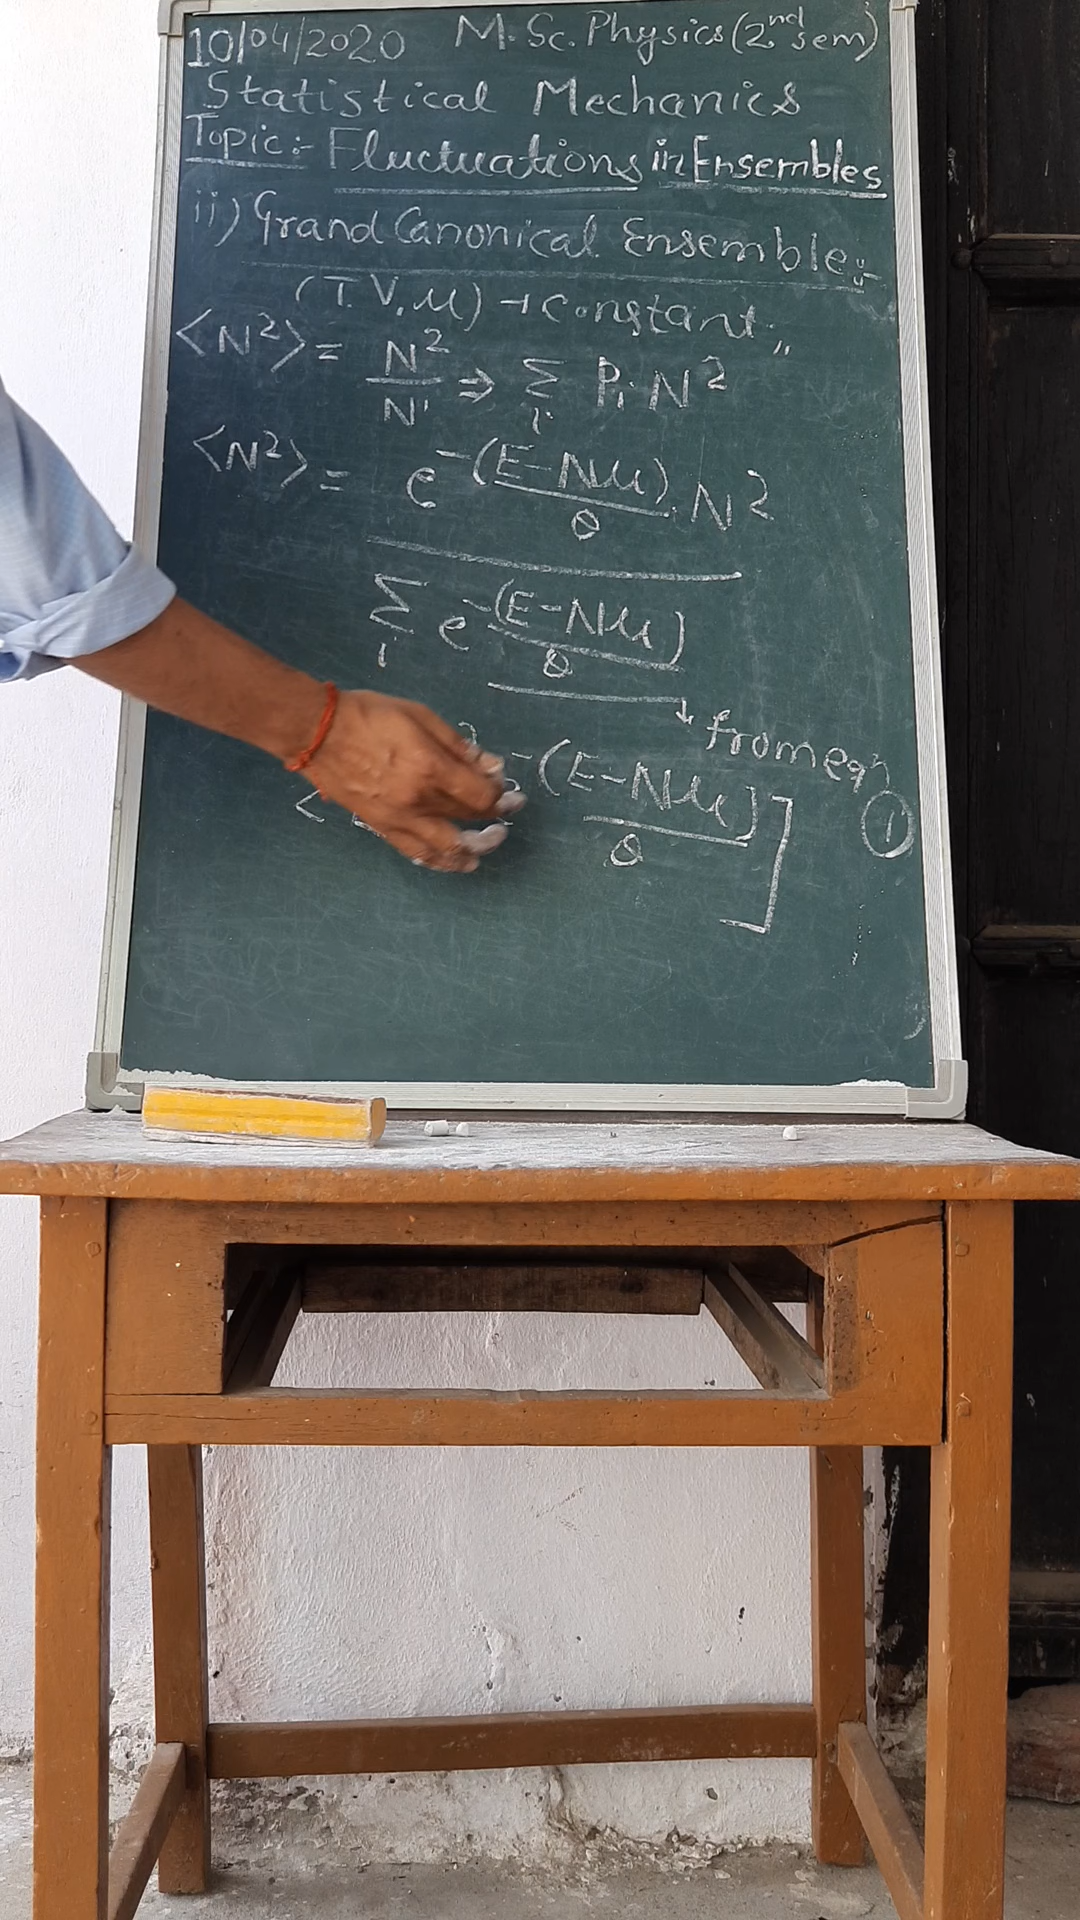 10/04/2020 M.Sc. Physics (2nd sem)
Statistical Mechanics
Topic:- Fluctuations in Ensembles
ii) Grand Canonical Ensemble:-
(T.V,μ) → Constant
<N²> = N²/N' ⇒ Σi Pi N²
<N²> = e^-(E-Nμ)/θ . N²
Σi e^-(E-Nμ)/θ
from eqn ①
-(E-Nμ)/θ ]